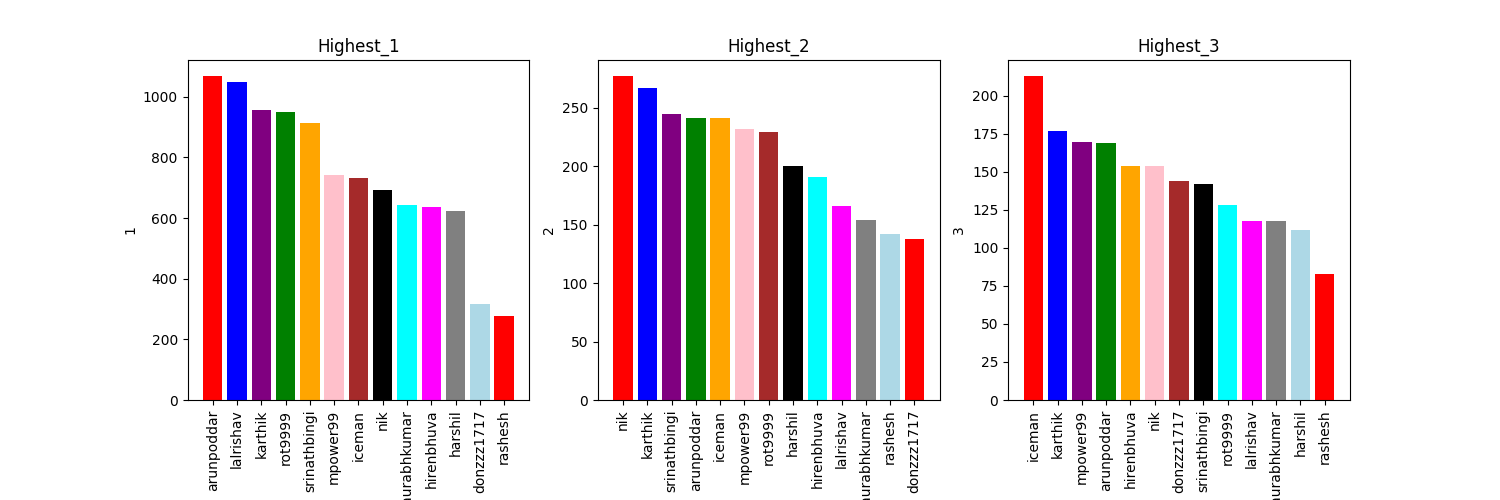 Highest_1
1
1000
800
600
400
200
0
arunpoddar
lalrishav
karthik
rot9999
srinathbingi
mpower99
iceman
nik
urabhkumar
hirenbhuva
harshil
donzzz1717
rashesh
Highest_2
2
250
200
150
100
50
0
nik
karthik
srinathbingi
arunpoddar
iceman
mpower99
rot9999
harshil
hirenbhuva
lalrishav
urabhkumar
rashesh
donzzz1717
Highest_3
3
200
175
150
125
100
75
50
25
0
iceman
karthik
mpower99
arunpoddar
hirenbhuva
nik
donzzz1717
srinathbingi
rot9999
lalrishav
urabhkumar
harshil
rashesh